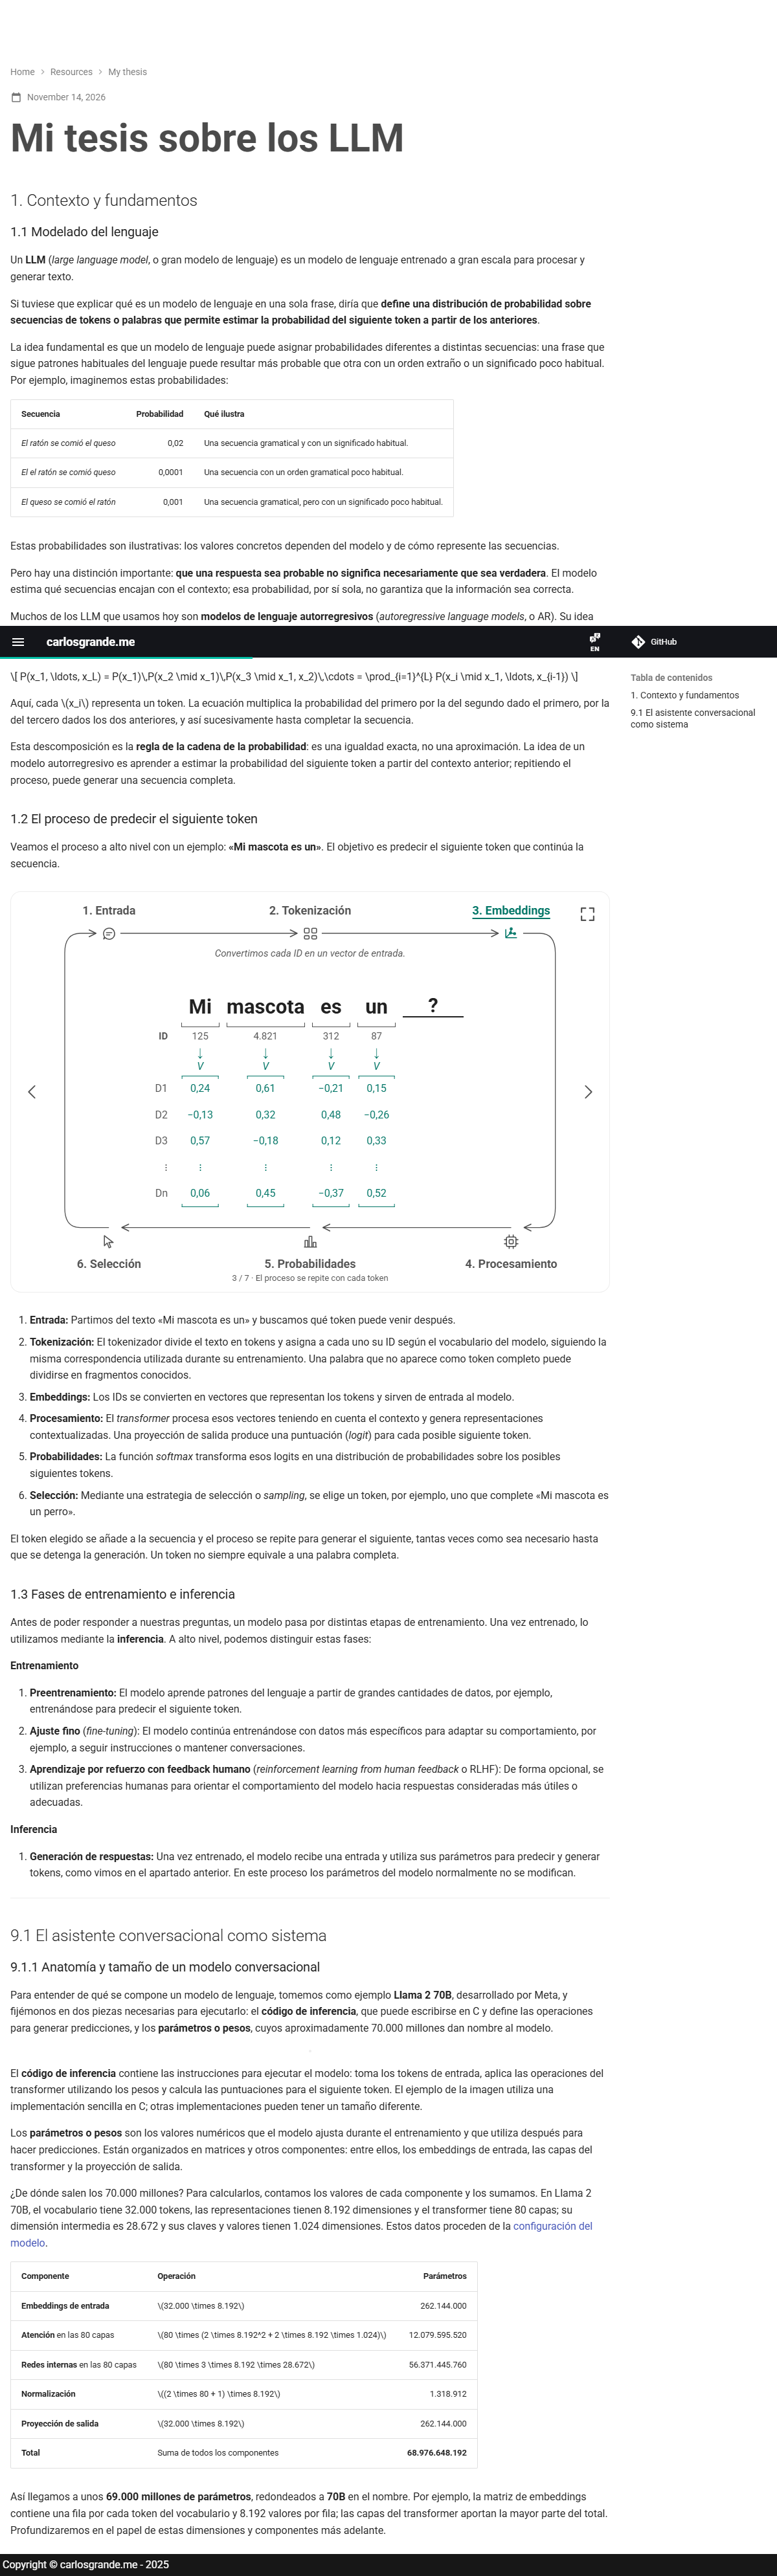 Home > Resources > My thesis
November 14, 2026
Mi tesis sobre los LLM
1. Contexto y fundamentos
1.1 Modelado del lenguaje
Un LLM (large language model, o gran modelo de lenguaje) es un modelo de lenguaje entrenado a gran escala para procesar y
generar texto.
Si tuviese que explicar qué es un modelo de lenguaje en una sola frase, diría que define una distribución de probabilidad sobre
secuencias de tokens o palabras que permite estimar la probabilidad del siguiente token a partir de los anteriores.
La idea fundamental es que un modelo de lenguaje puede asignar probabilidades diferentes a distintas secuencias: una frase que
sigue patrones habituales del lenguaje puede resultar más probable que otra con un orden extraño o un significado poco habitual.
Por ejemplo, imaginemos estas probabilidades:
Secuencia Probabilidad Qué ilustra
El ratón se comió el queso 0,02 Una secuencia gramatical y con un significado habitual.
El el ratón se comió queso 0,0001 Una secuencia con un orden gramatical poco habitual.
El queso se comió el ratón 0,001 Una secuencia gramatical, pero con un significado poco habitual.
Estas probabilidades son ilustrativas: los valores concretos dependen del modelo y de cómo represente las secuencias.
Pero hay una distinción importante: que una respuesta sea probable no significa necesariamente que sea verdadera. El modelo
estima qué secuencias encajan con el contexto; esa probabilidad, por sí sola, no garantiza que la información sea correcta.
Muchos de los LLM que usamos hoy son modelos de lenguaje autorregresivos (autoregressive language models, o AR). Su idea
carlosgrande.me
EN
GitHub
Tabla de contenidos
1. Contexto y fundamentos
9.1 El asistente conversacional
como sistema
\[ P(x_1, \ldots, x_L) = P(x_1)\,P(x_2 \mid x_1)\,P(x_3 \mid x_1, x_2)\,\cdots = \prod_{i=1}^{L} P(x_i \mid x_1, \ldots, x_{i-1}) \]
Aquí, cada \(x_i\) representa un token. La ecuación multiplica la probabilidad del primero por la del segundo dado el primero, por la
del tercero dados los dos anteriores, y así sucesivamente hasta completar la secuencia.
Esta descomposición es la regla de la cadena de la probabilidad: es una igualdad exacta, no una aproximación. La idea de un
modelo autorregresivo es aprender a estimar la probabilidad del siguiente token a partir del contexto anterior; repitiendo el
proceso, puede generar una secuencia completa.
1.2 El proceso de predecir el siguiente token
Veamos el proceso a alto nivel con un ejemplo: «Mi mascota es un». El objetivo es predecir el siguiente token que continúa la
secuencia.
1. Entrada 2. Tokenización 3. Embeddings
Convertimos cada ID en un vector de entrada.
Mi mascota es un ?
ID 125 4.821 312 87
↓ ↓ ↓ ↓
V V V V
D1 0,24 0,61 −0,21 0,15
D2 −0,13 0,32 0,48 −0,26
D3 0,57 −0,18 0,12 0,33
⋮ ⋮ ⋮ ⋮ ⋮
Dn 0,06 0,45 −0,37 0,52
6. Selección 5. Probabilidades 4. Procesamiento
3 / 7 · El proceso se repite con cada token
1. Entrada: Partimos del texto «Mi mascota es un» y buscamos qué token puede venir después.
2. Tokenización: El tokenizador divide el texto en tokens y asigna a cada uno su ID según el vocabulario del modelo, siguiendo la
misma correspondencia utilizada durante su entrenamiento. Una palabra que no aparece como token completo puede
dividirse en fragmentos conocidos.
3. Embeddings: Los IDs se convierten en vectores que representan los tokens y sirven de entrada al modelo.
4. Procesamiento: El transformer procesa esos vectores teniendo en cuenta el contexto y genera representaciones
contextualizadas. Una proyección de salida produce una puntuación (logit) para cada posible siguiente token.
5. Probabilidades: La función softmax transforma esos logits en una distribución de probabilidades sobre los posibles
siguientes tokens.
6. Selección: Mediante una estrategia de selección o sampling, se elige un token, por ejemplo, uno que complete «Mi mascota es
un perro».
El token elegido se añade a la secuencia y el proceso se repite para generar el siguiente, tantas veces como sea necesario hasta
que se detenga la generación. Un token no siempre equivale a una palabra completa.
1.3 Fases de entrenamiento e inferencia
Antes de poder responder a nuestras preguntas, un modelo pasa por distintas etapas de entrenamiento. Una vez entrenado, lo
utilizamos mediante la inferencia. A alto nivel, podemos distinguir estas fases:
Entrenamiento
1. Preentrenamiento: El modelo aprende patrones del lenguaje a partir de grandes cantidades de datos, por ejemplo,
entrenándose para predecir el siguiente token.
2. Ajuste fino (fine-tuning): El modelo continúa entrenándose con datos más específicos para adaptar su comportamiento, por
ejemplo, a seguir instrucciones o mantener conversaciones.
3. Aprendizaje por refuerzo con feedback humano (reinforcement learning from human feedback o RLHF): De forma opcional, se
utilizan preferencias humanas para orientar el comportamiento del modelo hacia respuestas consideradas más útiles o
adecuadas.
Inferencia
1. Generación de respuestas: Una vez entrenado, el modelo recibe una entrada y utiliza sus parámetros para predecir y generar
tokens, como vimos en el apartado anterior. En este proceso los parámetros del modelo normalmente no se modifican.
9.1 El asistente conversacional como sistema
9.1.1 Anatomía y tamaño de un modelo conversacional
Para entender de qué se compone un modelo de lenguaje, tomemos como ejemplo Llama 2 70B, desarrollado por Meta, y
fijémonos en dos piezas necesarias para ejecutarlo: el código de inferencia, que puede escribirse en C y define las operaciones
para generar predicciones, y los parámetros o pesos, cuyos aproximadamente 70.000 millones dan nombre al modelo.
El código de inferencia contiene las instrucciones para ejecutar el modelo: toma los tokens de entrada, aplica las operaciones del
transformer utilizando los pesos y calcula las puntuaciones para el siguiente token. El ejemplo de la imagen utiliza una
implementación sencilla en C; otras implementaciones pueden tener un tamaño diferente.
Los parámetros o pesos son los valores numéricos que el modelo ajusta durante el entrenamiento y que utiliza después para
hacer predicciones. Están organizados en matrices y otros componentes: entre ellos, los embeddings de entrada, las capas del
transformer y la proyección de salida.
¿De dónde salen los 70.000 millones? Para calcularlos, contamos los valores de cada componente y los sumamos. En Llama 2
70B, el vocabulario tiene 32.000 tokens, las representaciones tienen 8.192 dimensiones y el transformer tiene 80 capas; su
dimensión intermedia es 28.672 y sus claves y valores tienen 1.024 dimensiones. Estos datos proceden de la configuración del
modelo.
Componente Operación Parámetros
Embeddings de entrada \(32.000 \times 8.192\) 262.144.000
Atención en las 80 capas \(80 \times (2 \times 8.192^2 + 2 \times 8.192 \times 1.024)\) 12.079.595.520
Redes internas en las 80 capas \(80 \times 3 \times 8.192 \times 28.672\) 56.371.445.760
Normalización \((2 \times 80 + 1) \times 8.192\) 1.318.912
Proyección de salida \(32.000 \times 8.192\) 262.144.000
Total Suma de todos los componentes 68.976.648.192
Así llegamos a unos 69.000 millones de parámetros, redondeados a 70B en el nombre. Por ejemplo, la matriz de embeddings
contiene una fila por cada token del vocabulario y 8.192 valores por fila; las capas del transformer aportan la mayor parte del total.
Profundizaremos en el papel de estas dimensiones y componentes más adelante.
Copyright © carlosgrande.me - 2025